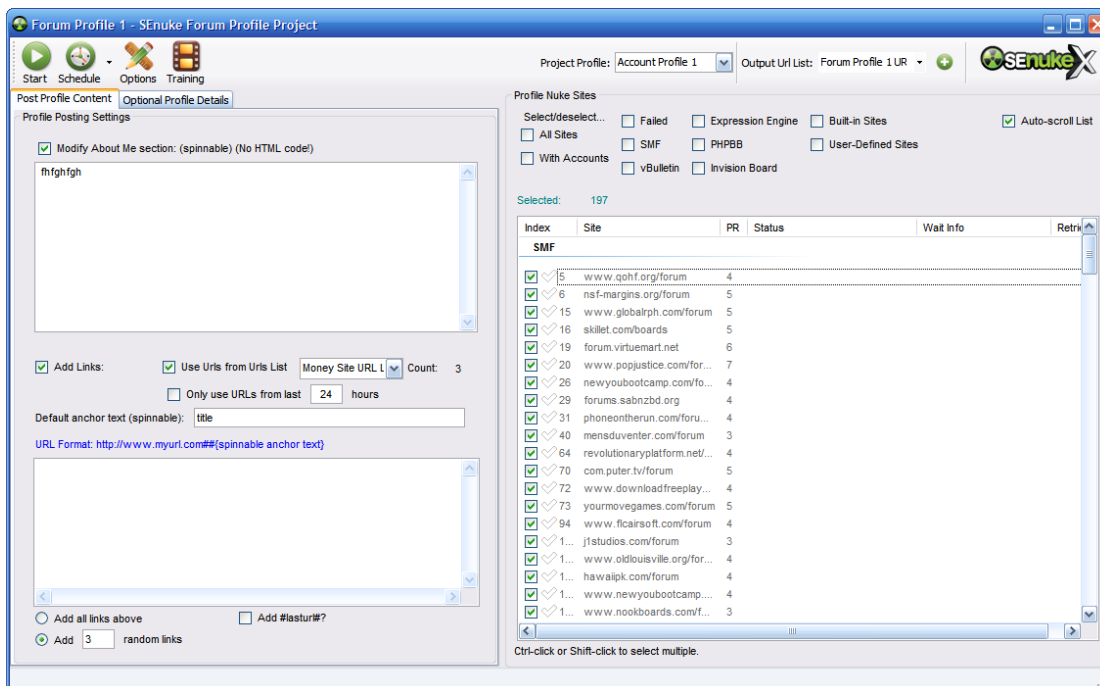 Forum Profile 1 - SEnuke Forum Profile Project
Start Schedule Options Training
Project Profile: Account Profile 1 Output Url List: Forum Profile 1 UR
SENukeX
Post Profile Content Optional Profile Details
Profile Posting Settings
Modify About Me section: (spinnable) (No HTML code!)
fhfghfgh
Add Links: Use Urls from Urls List Money Site URL L Count: 3
Only use URLs from last 24 hours
Default anchor text (spinnable): title
URL Format: http://www.myurl.com##{spinnable anchor text}
Add all links above Add #lasturl#?
Add 3 random links
Profile Nuke Sites
Select/deselect... Failed Expression Engine Built-in Sites Auto-scroll List
All Sites SMF PHPBB User-Defined Sites
With Accounts vBulletin Invision Board
Selected: 197
Index Site PR Status Wait Info Retri
SMF
5 www.qohf.org/forum 4
6 nsf-margins.org/forum 5
15 www.globalrph.com/forum 5
16 skillet.com/boards 5
19 forum.virtuemart.net 6
20 www.popjustice.com/for... 7
26 newyoubootcamp.com/fo... 4
29 forums.sabnzbd.org 4
31 phoneontherun.com/foru... 4
40 mensduventer.com/forum 3
64 revolutionaryplatform.net/... 4
70 com.puter.tv/forum 5
72 www.downloadfreeplay... 4
73 yourmovegames.com/forum 5
94 www.flcairsoft.com/forum 4
1... j1studios.com/forum 3
1... www.oldlouisville.org/for... 4
1... hawaiipk.com/forum 4
1... www.newyoubootcamp.... 4
1... www.nookboards.com/f... 3
Ctrl-click or Shift-click to select multiple.